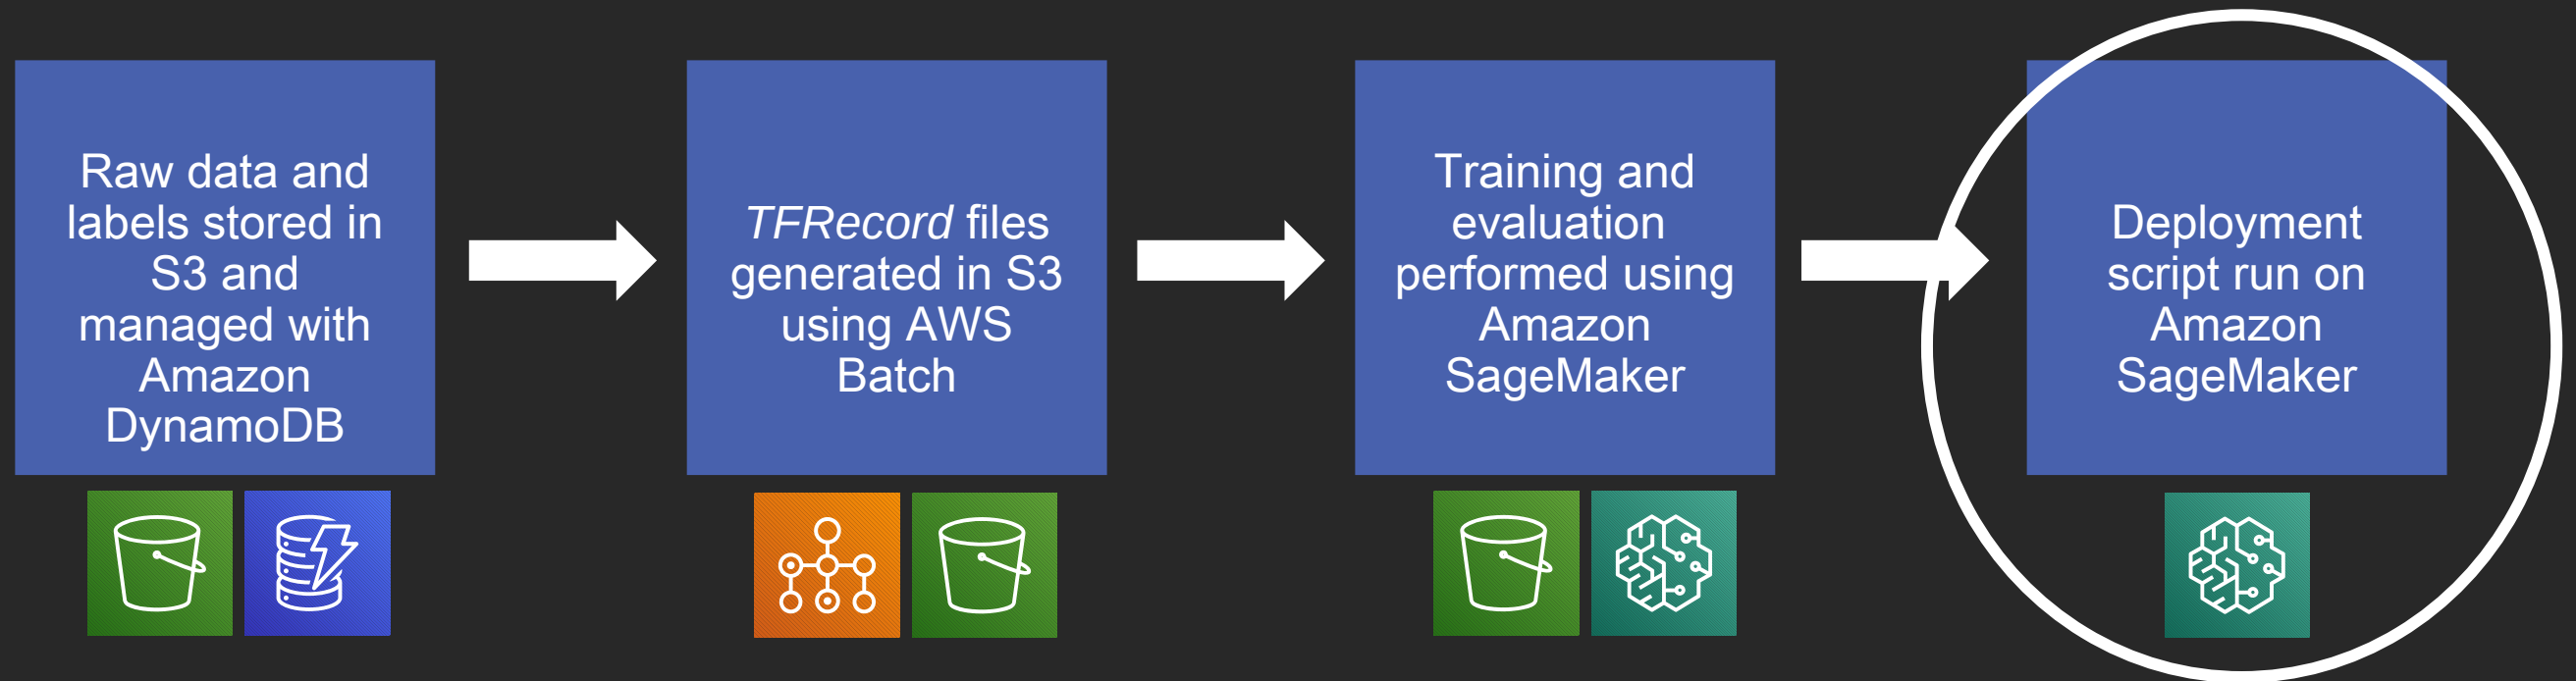 Raw data and
labels stored in
S3 and
managed with
Amazon
DynamoDB
TFRecord files
generated in S3
using AWS
Batch
Training and
evaluation
performed using
Amazon
SageMaker
Deployment
script run on
Amazon
SageMaker